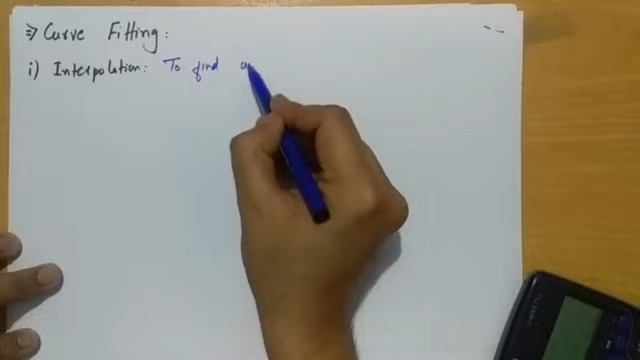 ⇒ Curve Fitting:
i) Interpolation: To find a